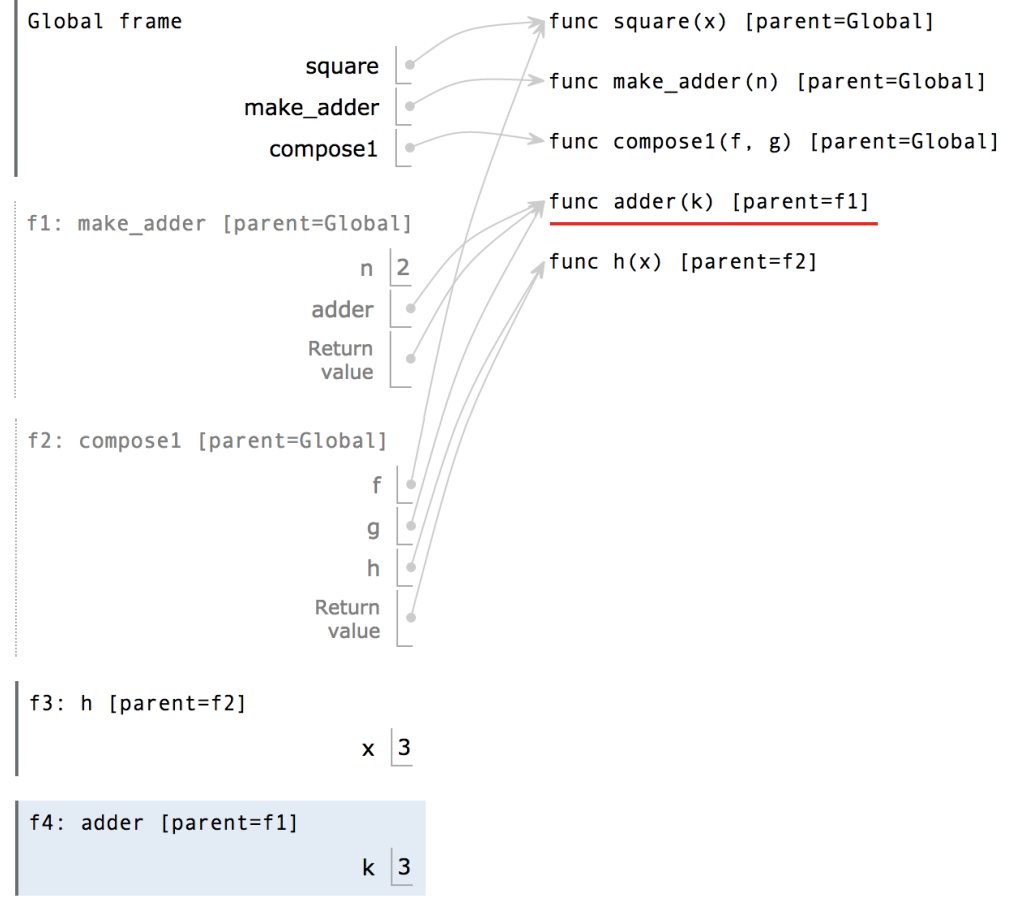 Global frame
square
make_adder
compose1
func square(x) [parent=Global]
func make_adder(n) [parent=Global]
func compose1(f, g) [parent=Global]
func adder(k) [parent=f1]
func h(x) [parent=f2]
f1: make_adder [parent=Global]
n 2
adder
Return
value
f2: compose1 [parent=Global]
f
g
h
Return
value
f3: h [parent=f2]
x 3
f4: adder [parent=f1]
k 3